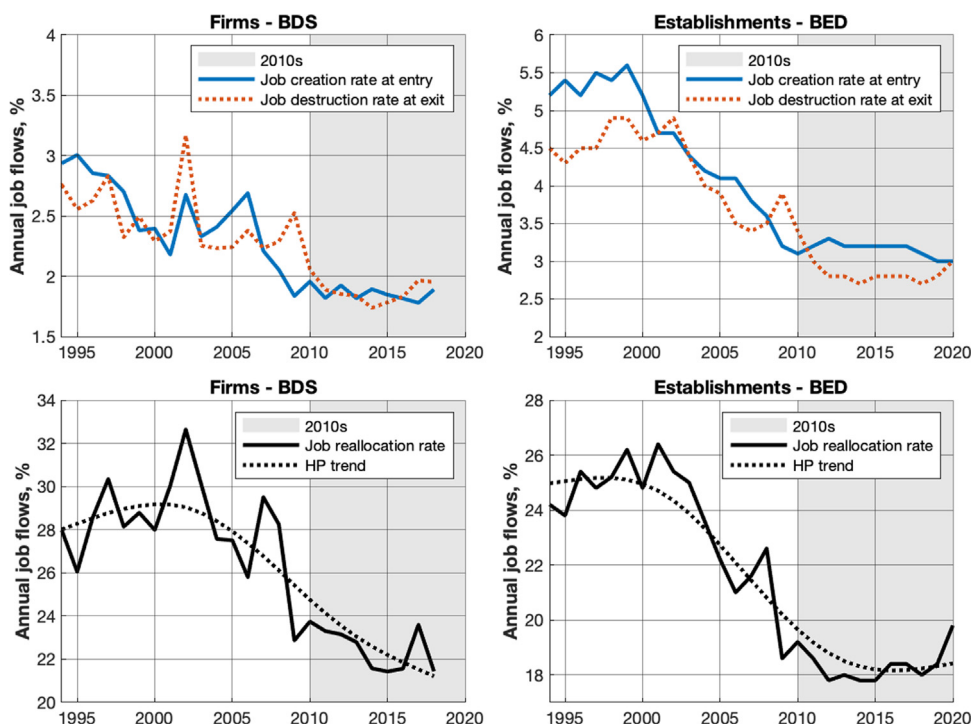 Firms - BDS
Annual job flows, %
4
3.5
3
2.5
2
1.5
2010s
Job creation rate at entry
Job destruction rate at exit
1995 2000 2005 2010 2015 2020
Establishments - BED
Annual job flows, %
6
5.5
5
4.5
4
3.5
3
2.5
2
2010s
Job creation rate at entry
Job destruction rate at exit
1995 2000 2005 2010 2015 2020
Firms - BDS
Annual job flows, %
34
32
30
28
26
24
22
20
2010s
Job reallocation rate
HP trend
1995 2000 2005 2010 2015 2020
Establishments - BED
Annual job flows, %
28
26
24
22
20
18
2010s
Job reallocation rate
HP trend
1995 2000 2005 2010 2015 2020